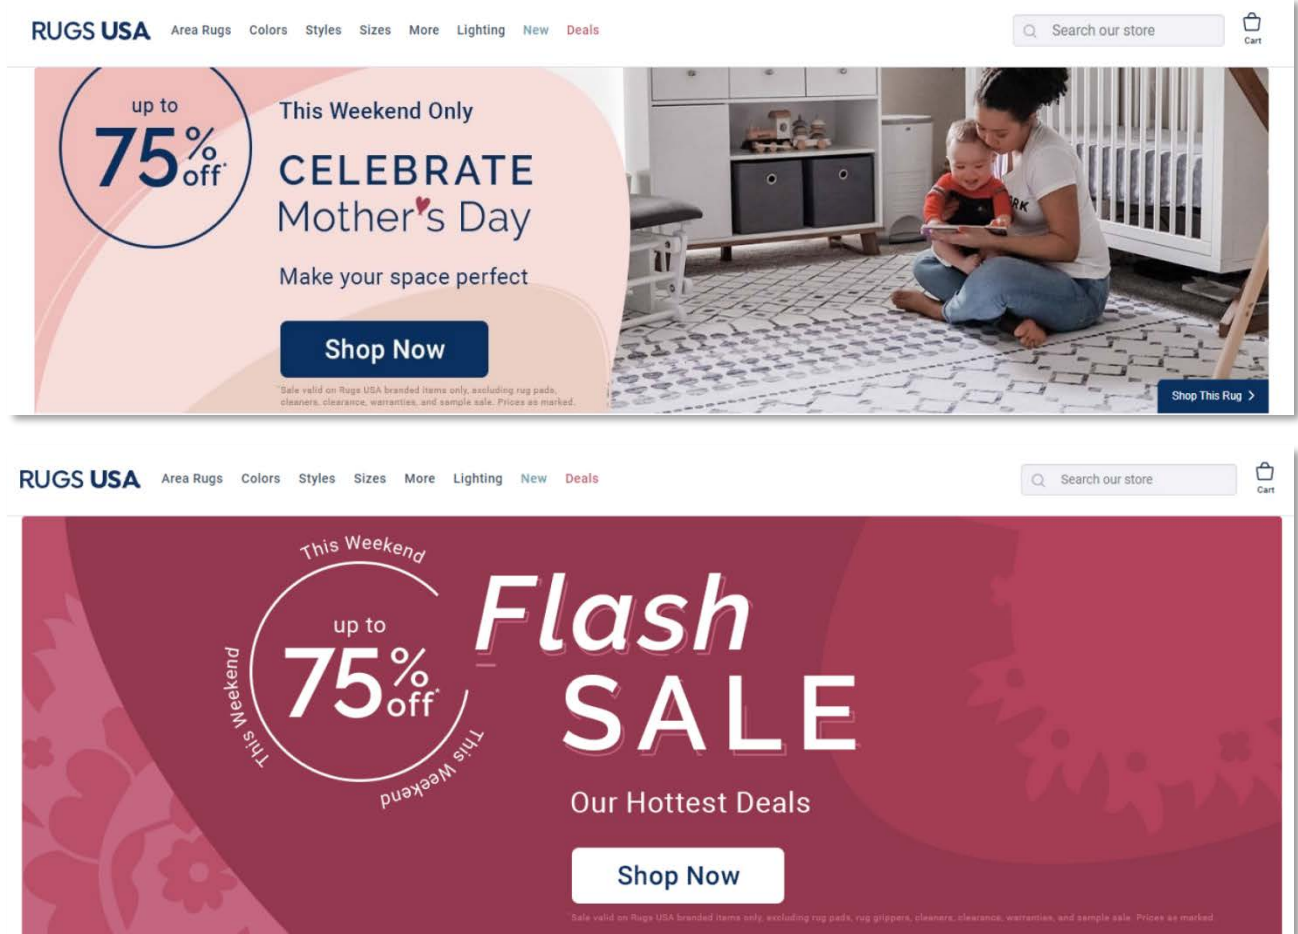 RUGS USA Area Rugs Colors Styles Sizes More Lighting New Deals Search our store Cart
up to
75% off*
This Weekend Only
CELEBRATE
Mother's Day
Make your space perfect
Shop Now
*Sale valid on Rugs USA branded items only, excluding rug pads,
cleaners, clearance, warranties, and sample sale. Prices as marked.
Shop This Rug >
RUGS USA Area Rugs Colors Styles Sizes More Lighting New Deals Search our store Cart
This Weekend
This Weekend
This Weekend
up to
75% off*
Flash
SALE
Our Hottest Deals
Shop Now
*Sale valid on Rugs USA branded items only, excluding rug pads, rug grippers, cleaners, clearance, warranties, and sample sale. Prices as marked.